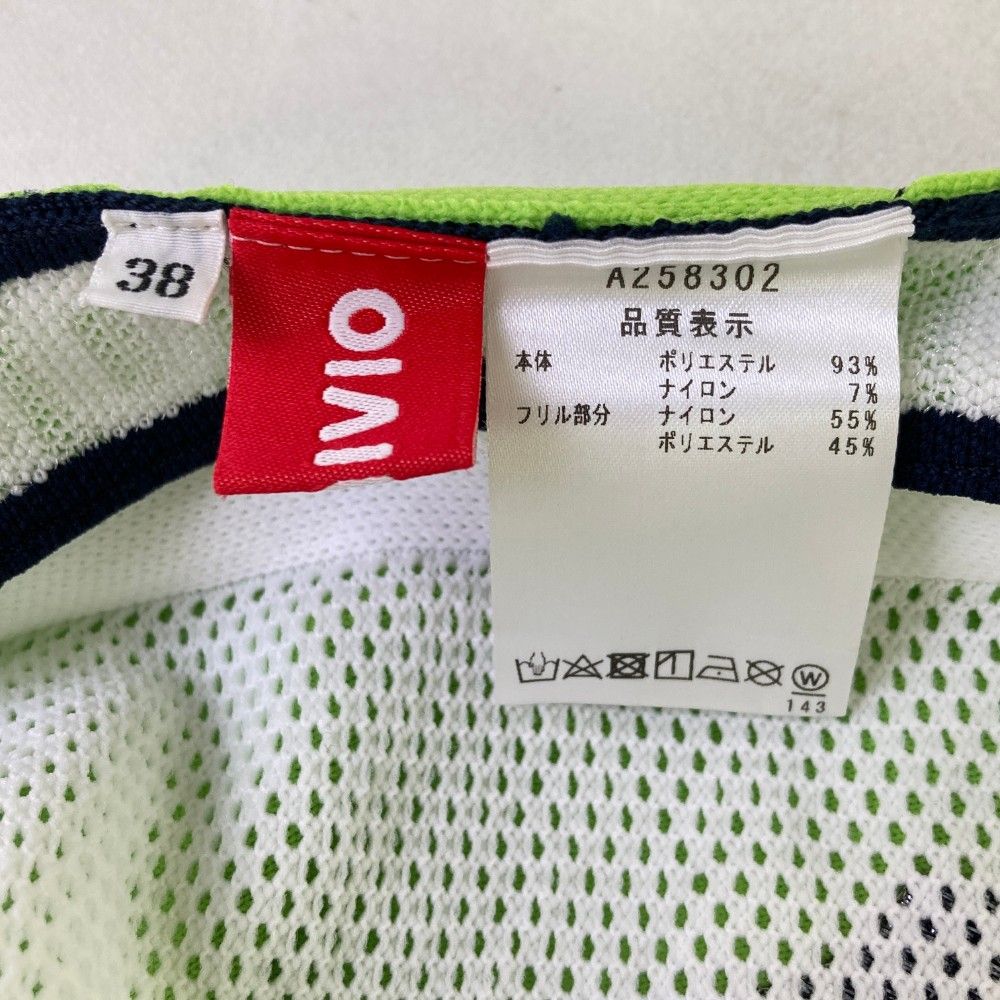 38
IVIO
A258302
品質表示
本体 ポリエステル 93%
ナイロン 7%
フリル部分 ナイロン 55%
ポリエステル 45%
W
143